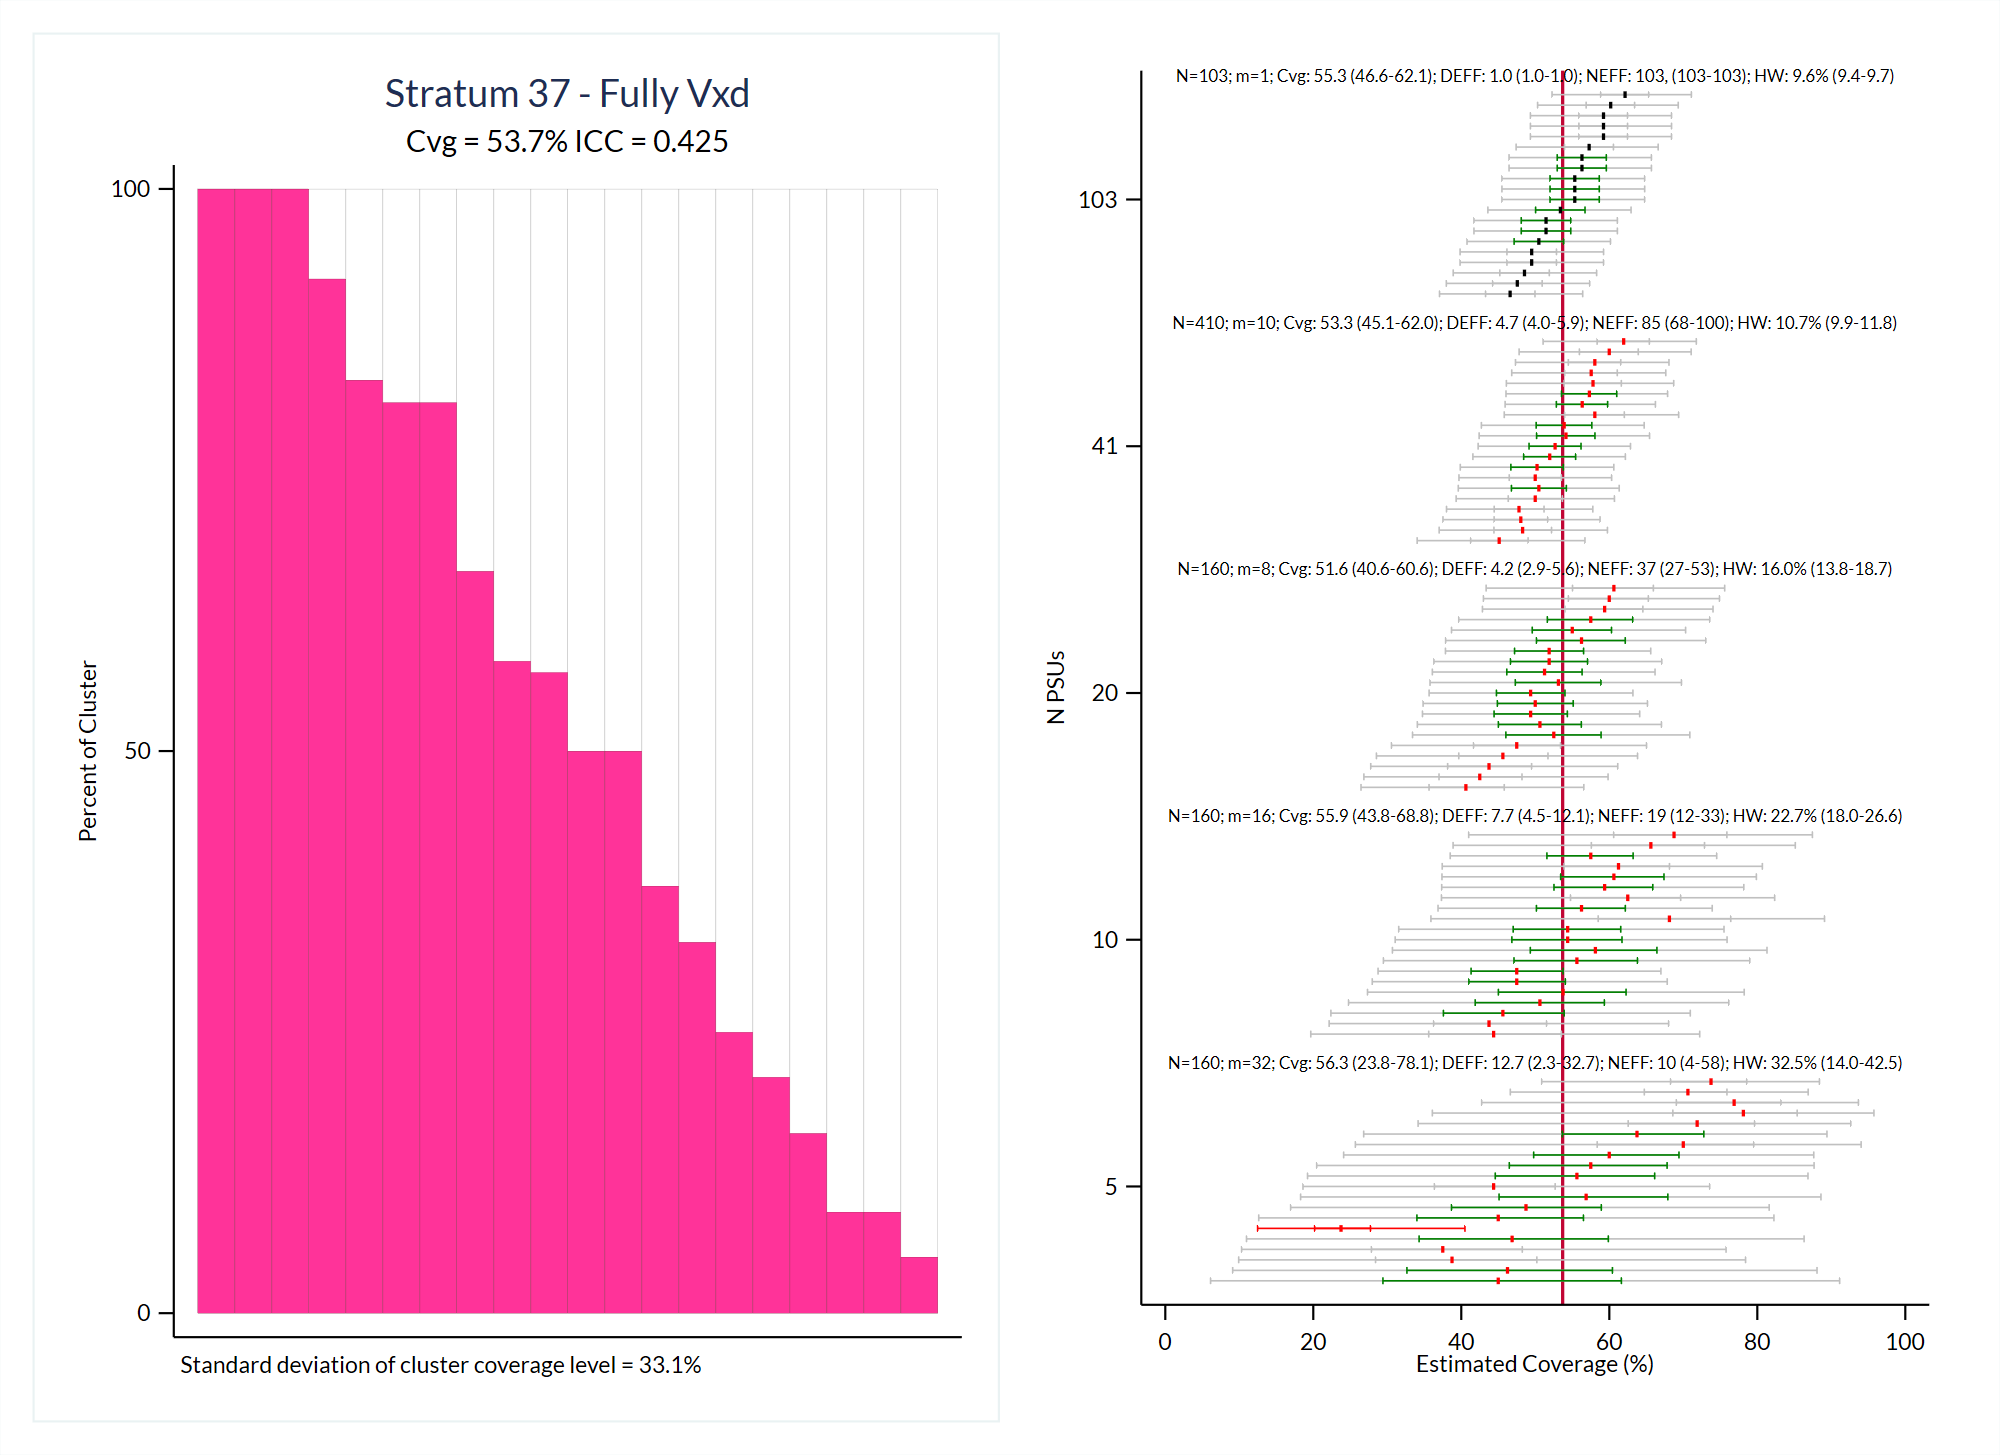 Stratum 37 - Fully Vxd
Cvg = 53.7% ICC = 0.425
100
50
0
Percent of Cluster
Standard deviation of cluster coverage level = 33.1%
N=103; m=1; Cvg: 55.3 (46.6-62.1); DEFF: 1.0 (1.0-1.0); NEFF: 103, (103-103); HW: 9.6% (9.4-9.7)
103
N=410; m=10; Cvg: 53.3 (45.1-62.0); DEFF: 4.7 (4.0-5.9); NEFF: 85 (68-100); HW: 10.7% (9.9-11.8)
41
N=160; m=8; Cvg: 51.6 (40.6-60.6); DEFF: 4.2 (2.9-5.6); NEFF: 37 (27-53); HW: 16.0% (13.8-18.7)
20
N PSUs
N=160; m=16; Cvg: 55.9 (43.8-68.8); DEFF: 7.7 (4.5-12.1); NEFF: 19 (12-33); HW: 22.7% (18.0-26.6)
10
N=160; m=32; Cvg: 56.3 (23.8-78.1); DEFF: 12.7 (2.3-32.7); NEFF: 10 (4-58); HW: 32.5% (14.0-42.5)
5
0 20 40 60 80 100
Estimated Coverage (%)